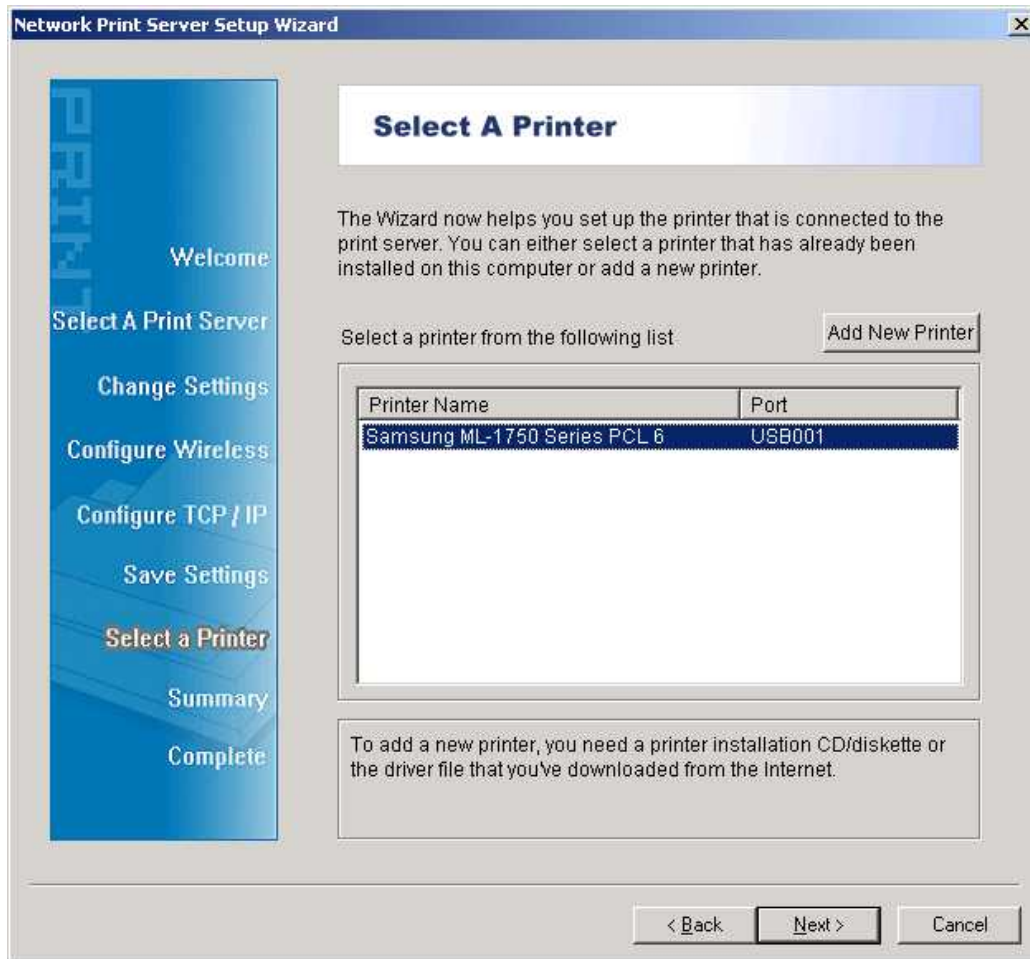 Network Print Server Setup Wizard
PRINT
Welcome
Select A Print Server
Change Settings
Configure Wireless
Configure TCP / IP
Save Settings
Select a Printer
Summary
Complete
Select A Printer
The Wizard now helps you set up the printer that is connected to the
print server. You can either select a printer that has already been
installed on this computer or add a new printer.
Select a printer from the following list
Add New Printer
Printer Name Port
Samsung ML-1750 Series PCL 6 USB001
To add a new printer, you need a printer installation CD/diskette or
the driver file that you've downloaded from the Internet.
< Back Next > Cancel